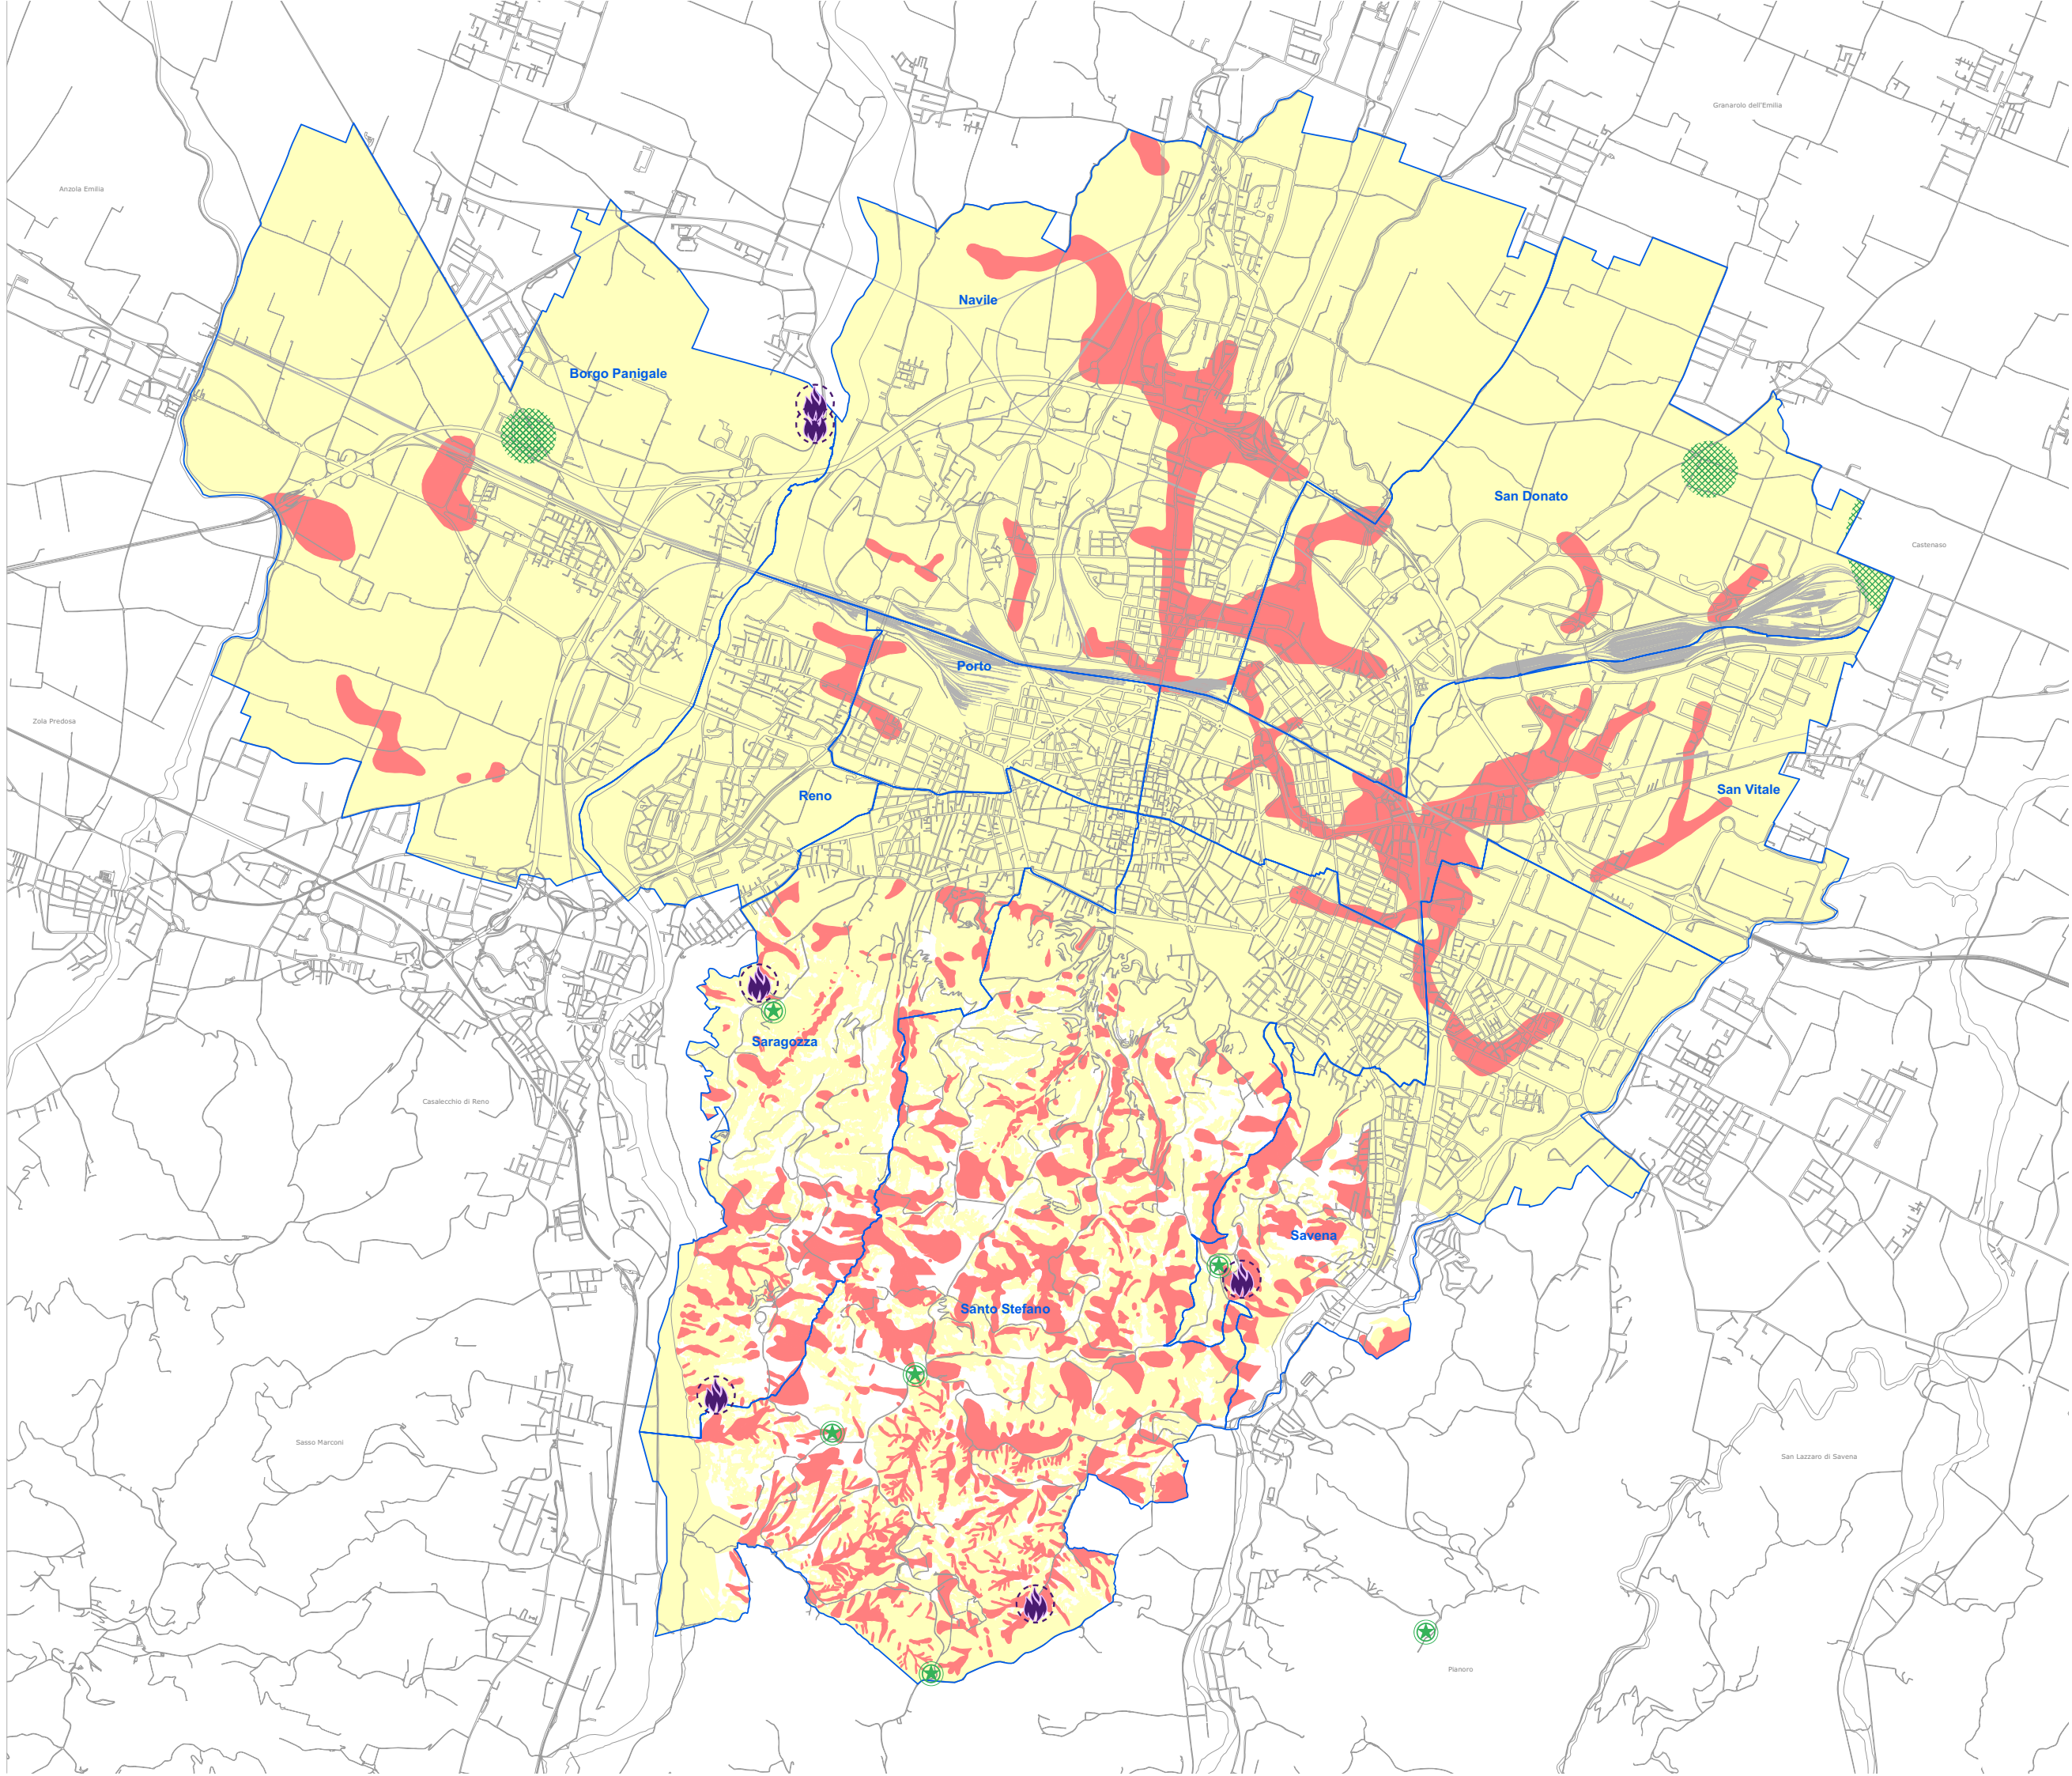 Granarolo dell'Emilia
Anzola Emilia
Navile
Borgo Panigale
San Donato
Castenaso
Porto
Zola Predosa
San Vitale
Reno
Saragozza
Casalecchio di Reno
Savena
Santo Stefano
Sasso Marconi
San Lazzaro di Savena
Pianoro